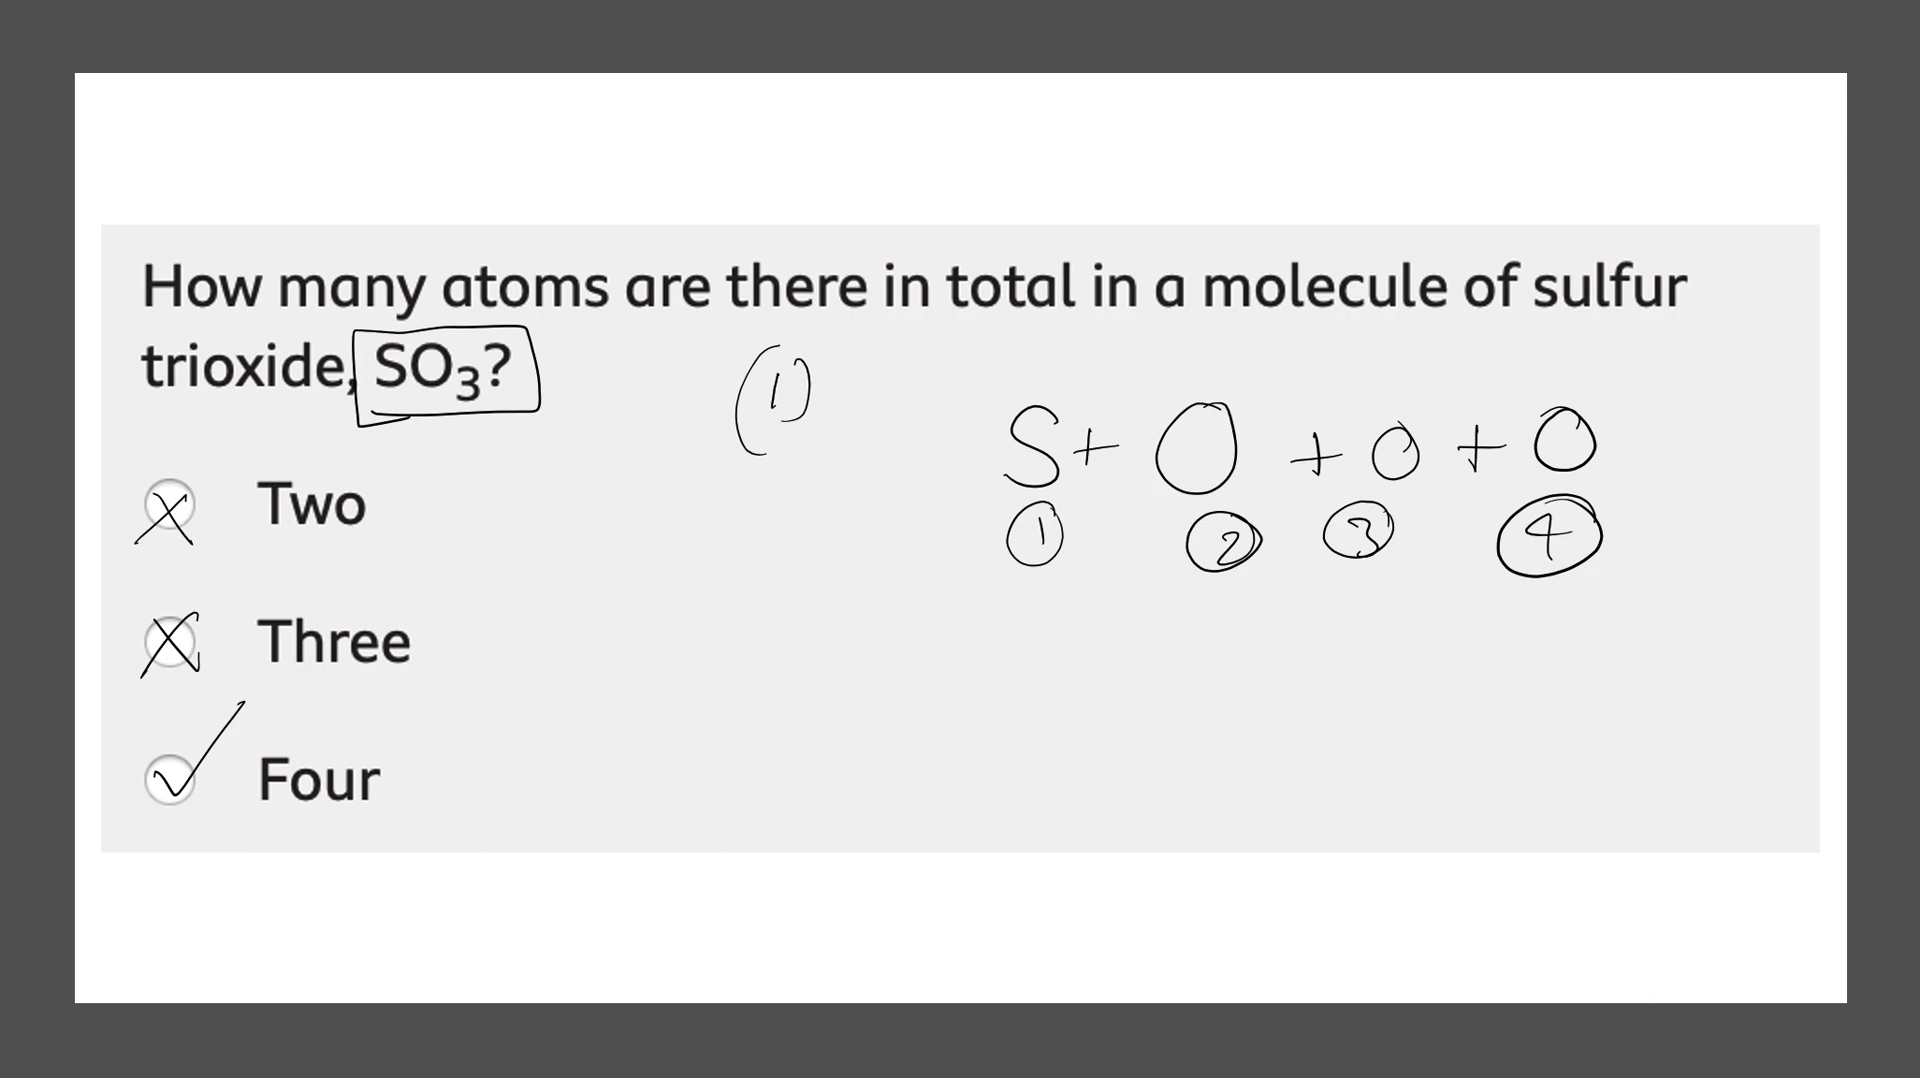 How many atoms are there in total in a molecule of sulfur
trioxide, SO₃?
(1)
S + O + O + O
1 2 3 4
Two
Three
Four